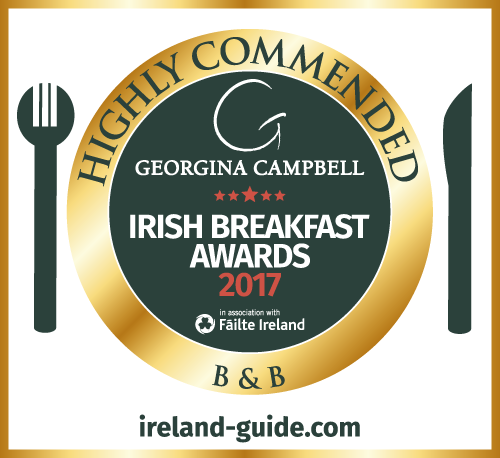 HIGHLY COMMENDED
G
GEORGINA CAMPBELL
IRISH BREAKFAST
AWARDS
2017
in association with
Fáilte Ireland
B & B
ireland-guide.com